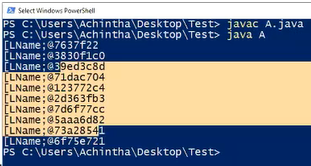 Select Windows PowerShell
PS C:\Users\Achintha\Desktop\Test> javac A.java
PS C:\Users\Achintha\Desktop\Test> java A
[LName;@7637f22
[LName;@3830f1c0
[LName;@39ed3c8d
[LName;@71dac704
[LName;@123772c4
[LName;@2d363fb3
[LName;@7d6f77cc
[LName;@5aaa6d82
[LName;@73a28541
[LName;@6f75e721
PS C:\Users\Achintha\Desktop\Test>